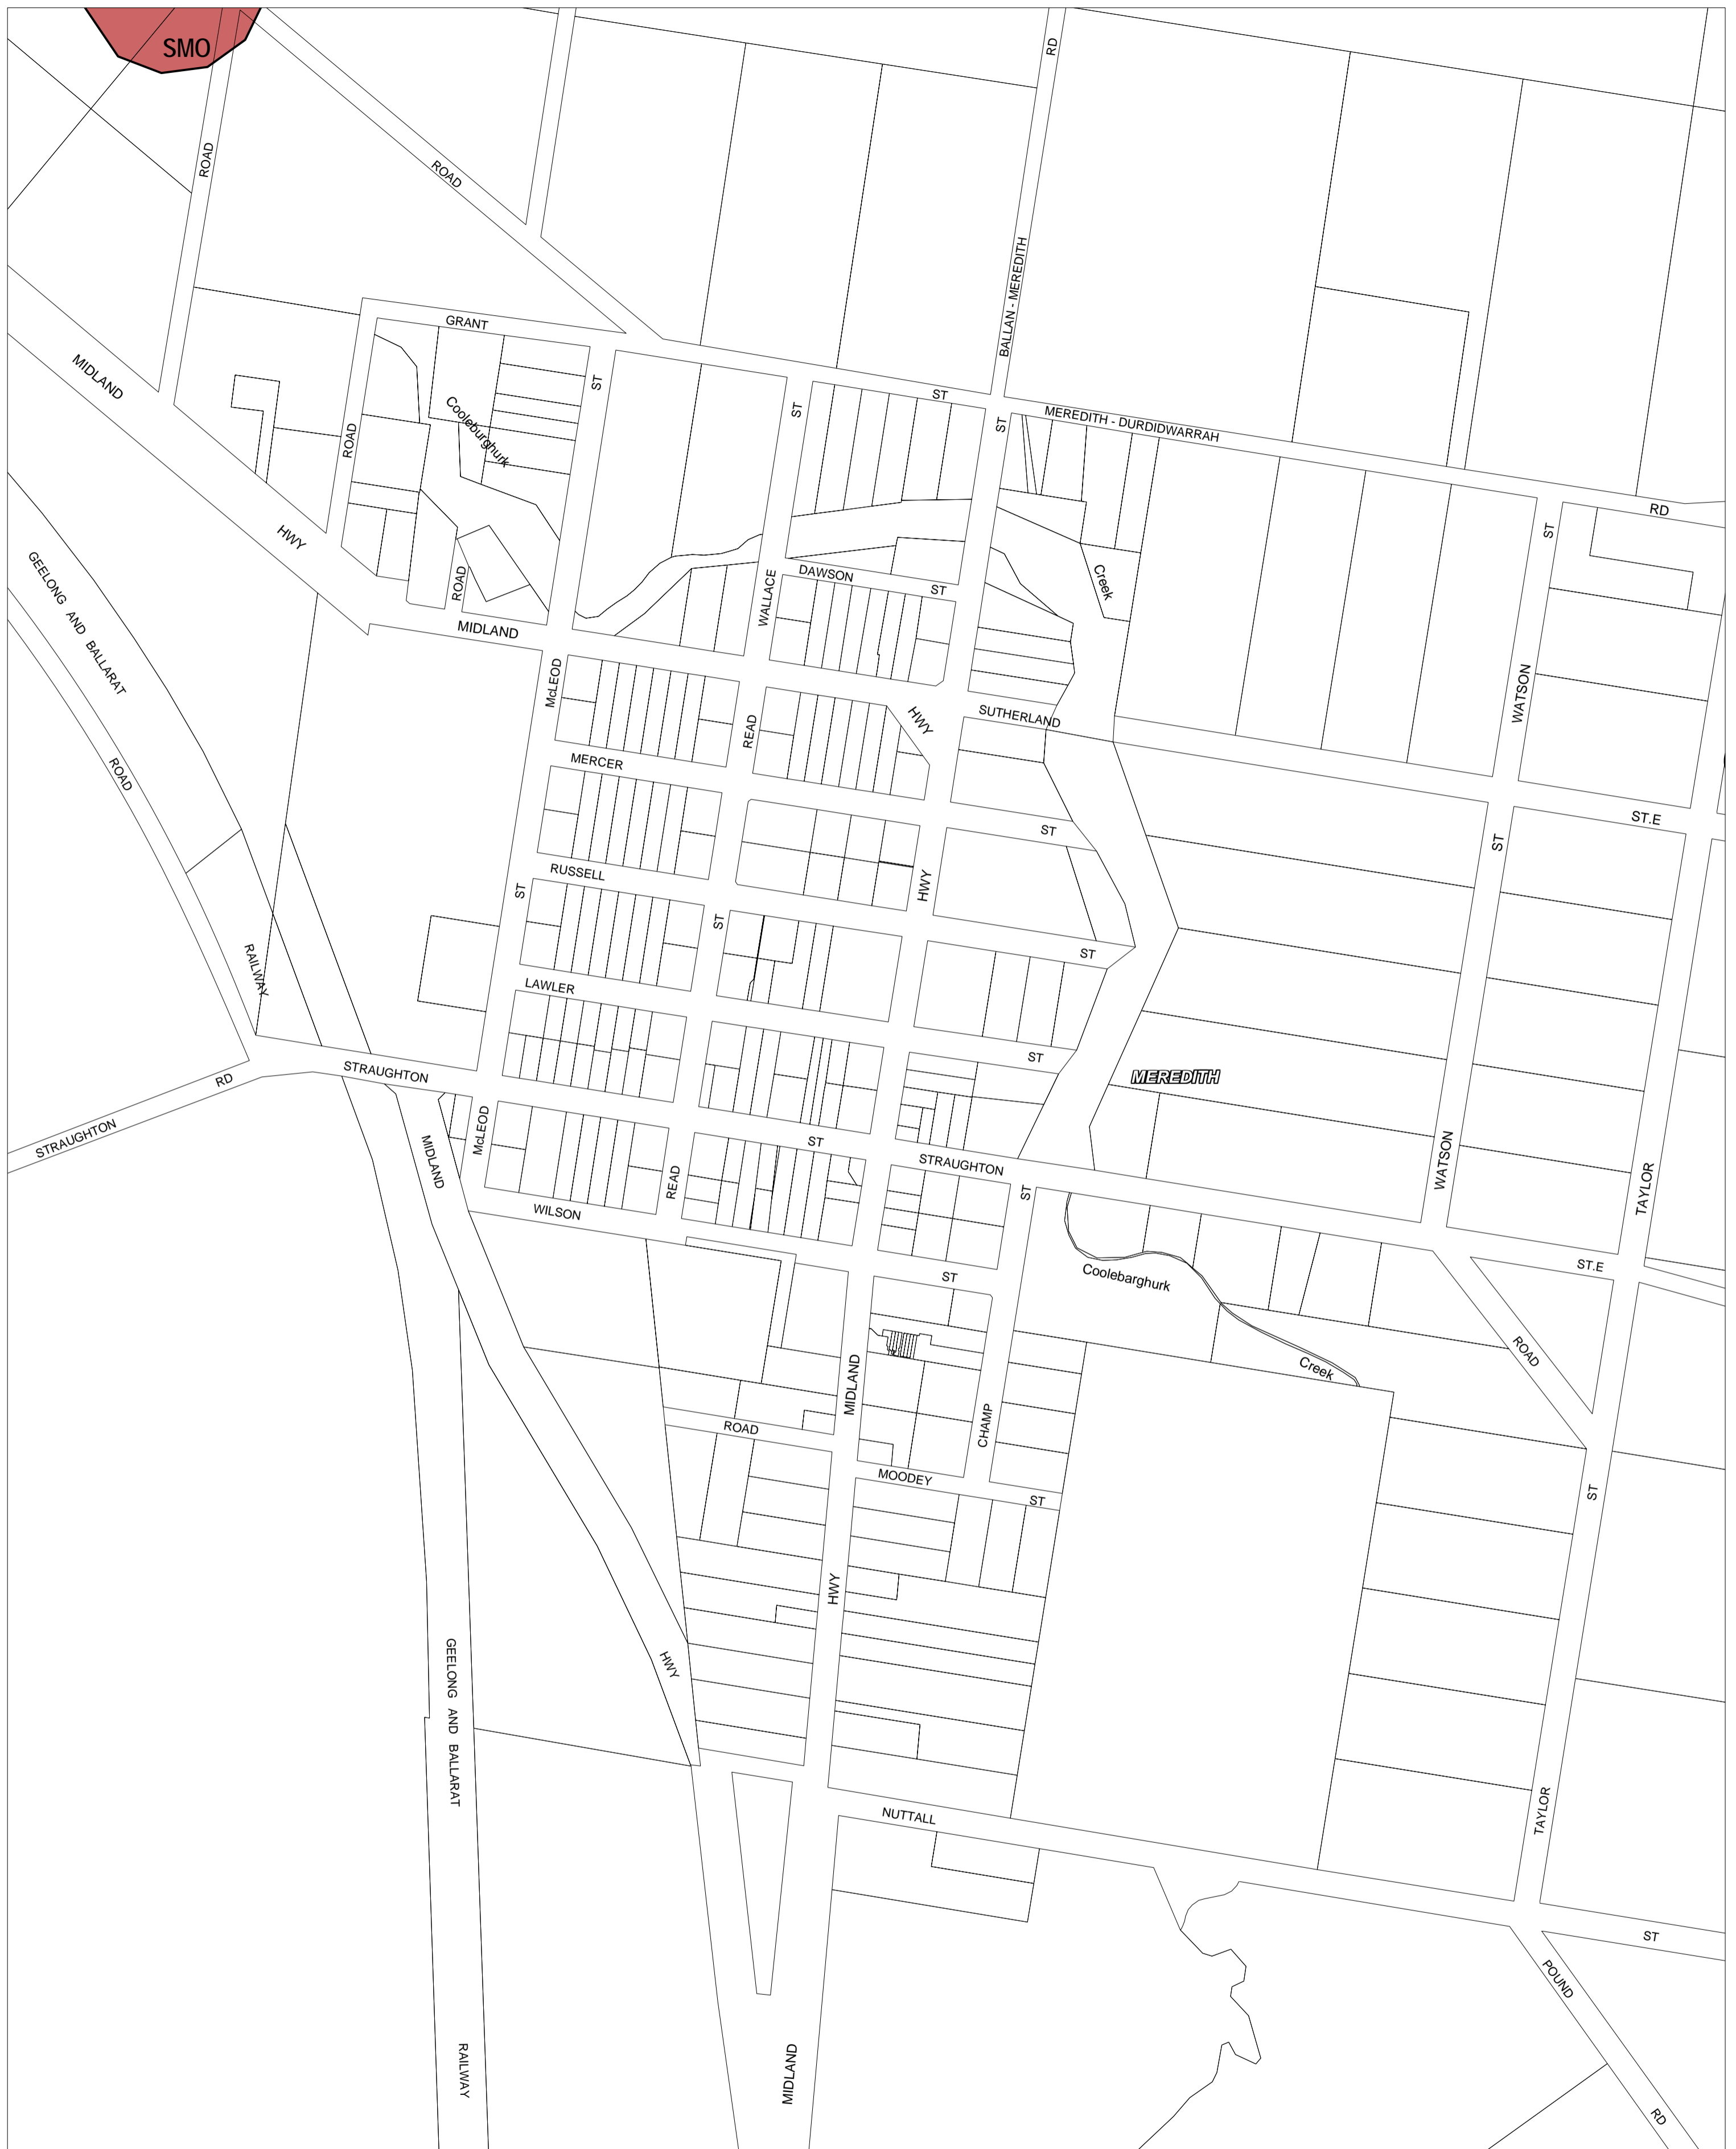 SMO
RD
ROAD
ROAD
BALLAN - MEREDITH
GRANT
MIDLAND
ST
ST
ST
ST
MEREDITH - DURDIDWARRAH
Cooleburghurk
ROAD
RD
HWY
ST
GEELONG AND BALLARAT
ROAD
DAWSON
ST
WALLACE
Creek
MIDLAND
McLEOD
WATSON
SUTHERLAND
HWY
READ
MERCER
ROAD
ST.E
ST
ST
RUSSELL
ST
HWY
ST
ST
RAILWAY
LAWLER
ST
STRAUGHTON
MEREDITH
RD
STRAUGHTON
McLEOD
MIDLAND
ST
STRAUGHTON
WATSON
READ
ST
TAYLOR
WILSON
ST
Coolebarghurk
ST.E
ROAD
Creek
MIDLAND
CHAMP
ROAD
MOODEY
ST
ST
HWY
HWY
GEELONG AND BALLARAT
NUTTALL
TAYLOR
ST
POUND
RAILWAY
MIDLAND
RD